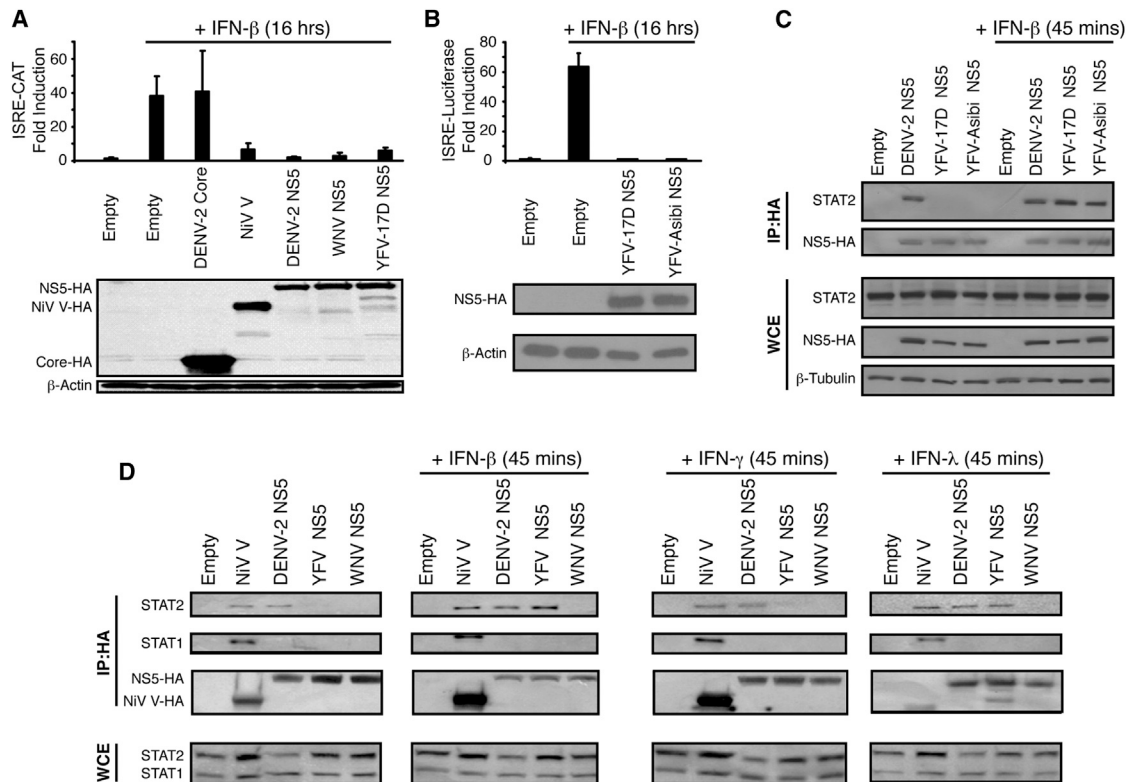 A
+ IFN-β (16 hrs)
ISRE-CAT
Fold Induction
60
40
20
0
Empty
Empty
DENV-2 Core
NiV V
DENV-2 NS5
WNV NS5
YFV-17D NS5
NS5-HA
NiV V-HA
Core-HA
β-Actin
B
+ IFN-β (16 hrs)
ISRE-Luciferase
Fold Induction
80
60
40
20
0
Empty
Empty
YFV-17D NS5
YFV-Asibi NS5
NS5-HA
β-Actin
C
+ IFN-β (45 mins)
Empty
DENV-2 NS5
YFV-17D NS5
YFV-Asibi NS5
Empty
DENV-2 NS5
YFV-17D NS5
YFV-Asibi NS5
IP:HA
STAT2
NS5-HA
WCE
STAT2
NS5-HA
β-Tubulin
D
+ IFN-β (45 mins)
+ IFN-γ (45 mins)
+ IFN-λ (45 mins)
Empty
NiV V
DENV-2 NS5
YFV NS5
WNV NS5
Empty
NiV V
DENV-2 NS5
YFV NS5
WNV NS5
Empty
NiV V
DENV-2 NS5
YFV NS5
WNV NS5
Empty
NiV V
DENV-2 NS5
YFV NS5
WNV NS5
IP:HA
STAT2
STAT1
NS5-HA
NiV V-HA
WCE
STAT2
STAT1